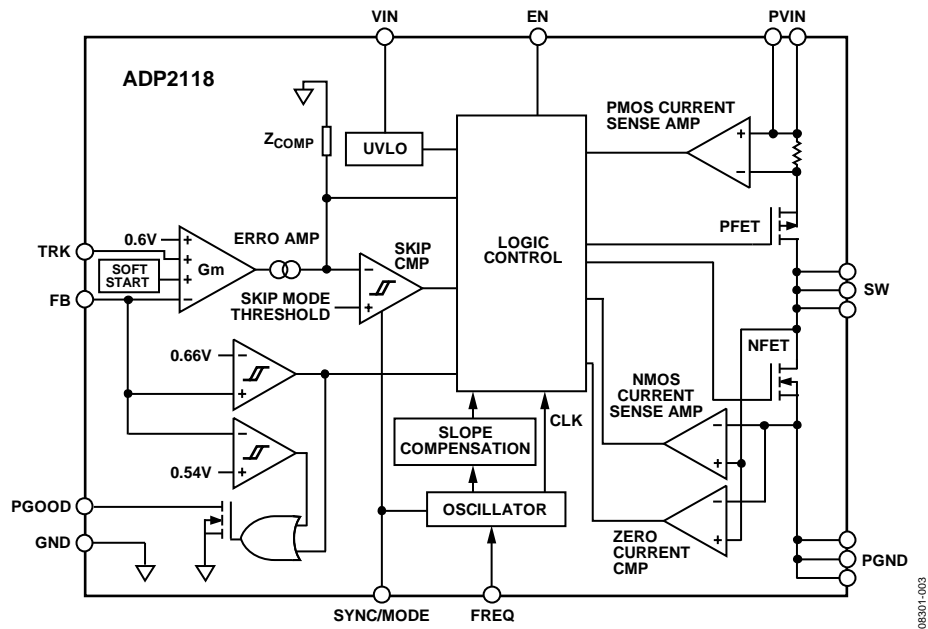 VIN
EN
PVIN
ADP2118
PMOS CURRENT
SENSE AMP
+
−
ZCOMP
UVLO
PFET
0.6V
ERRO AMP
LOGIC
CONTROL
TRK
SOFT
START
+
+
+
−
Gm
SKIP
CMP
−
+
SW
FB
SKIP MODE
THRESHOLD
NFET
0.66V
−
+
NMOS
CURRENT
SENSE AMP
−
+
CLK
SLOPE
COMPENSATION
−
+
0.54V
PGOOD
OSCILLATOR
ZERO
CURRENT
CMP
−
+
GND
PGND
SYNC/MODE
FREQ
08301-003